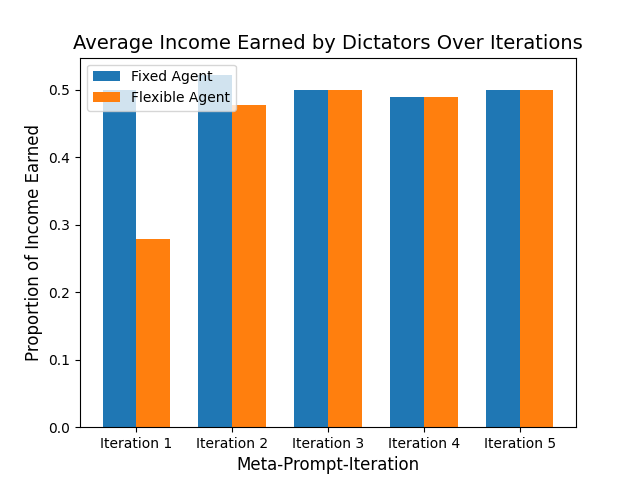 Average Income Earned by Dictators Over Iterations
Fixed Agent
Flexible Agent
Proportion of Income Earned
0.5
0.4
0.3
0.2
0.1
0.0
Iteration 1 Iteration 2 Iteration 3 Iteration 4 Iteration 5
Meta-Prompt-Iteration